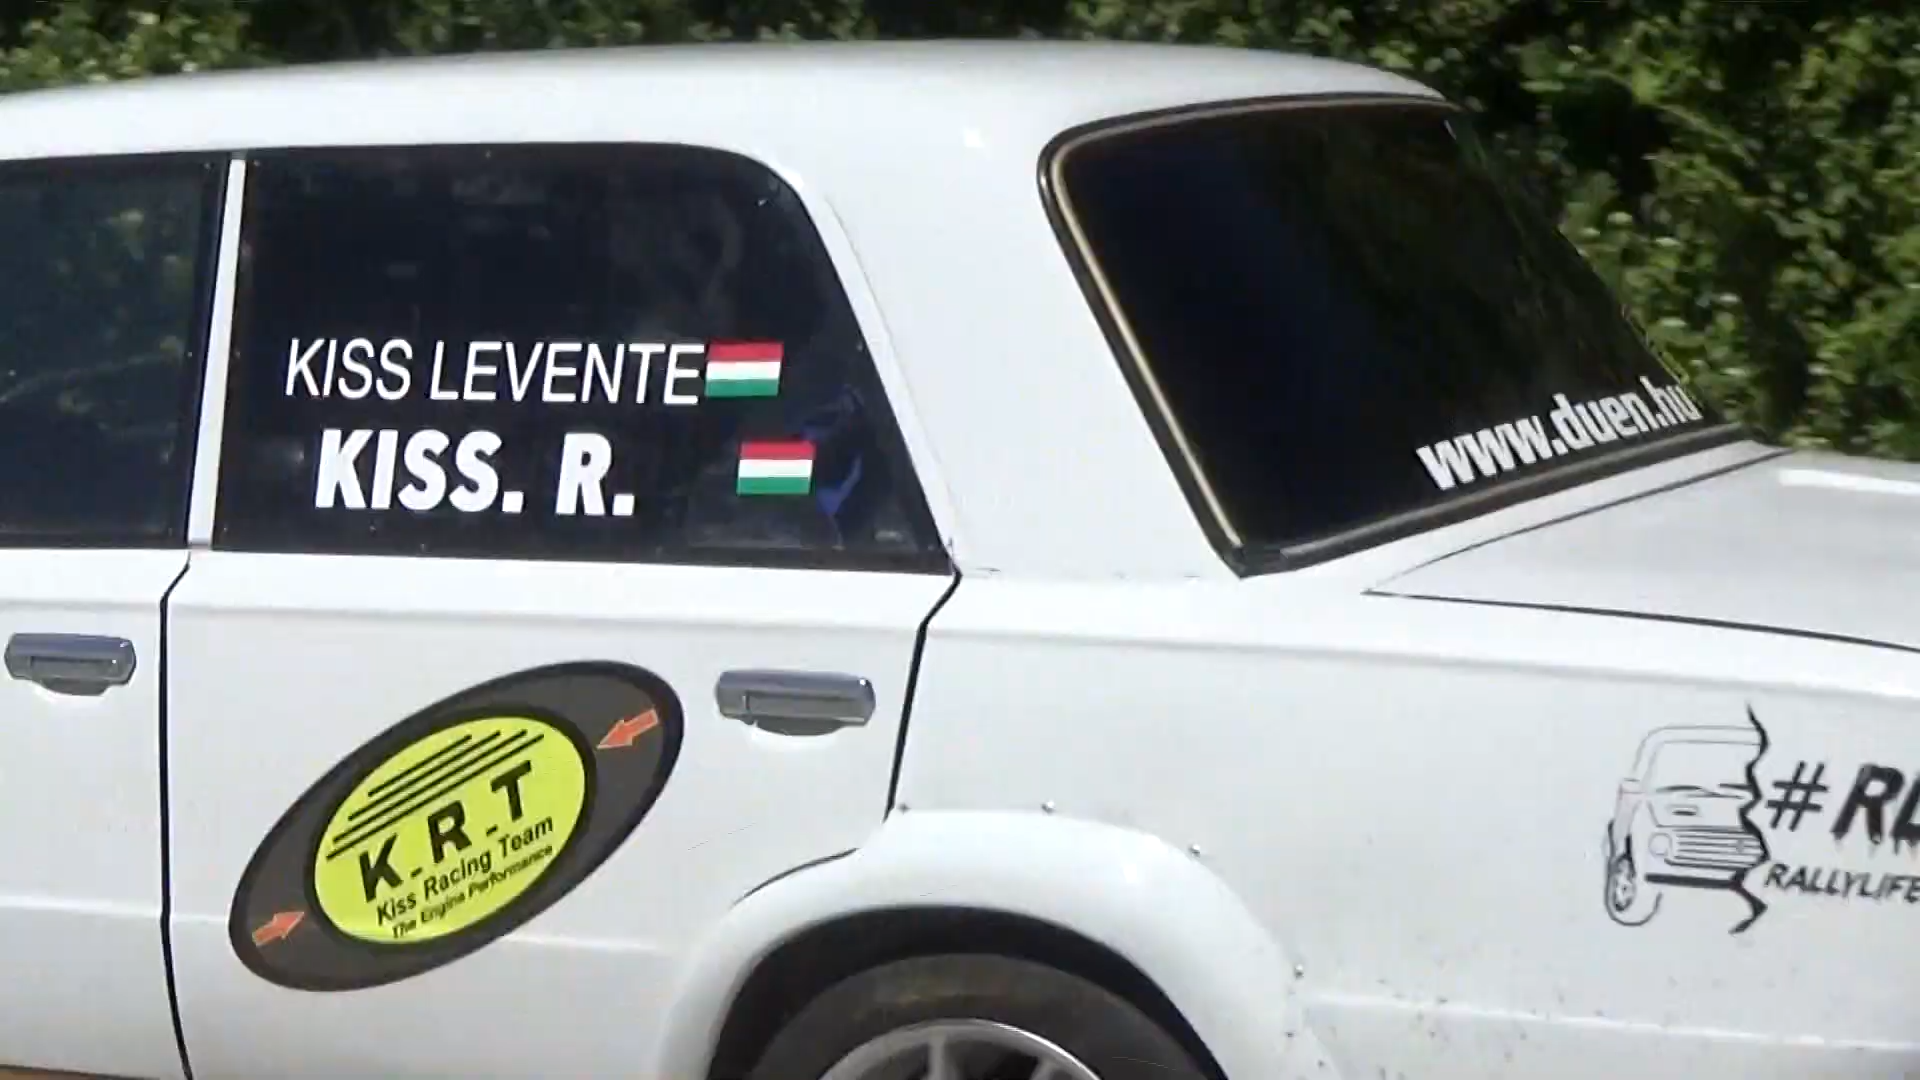 KISS LEVENTE
KISS. R.
www.duen.hu
K.R.T
Kiss Racing Team
The Engine Performance
RALLYLIFE